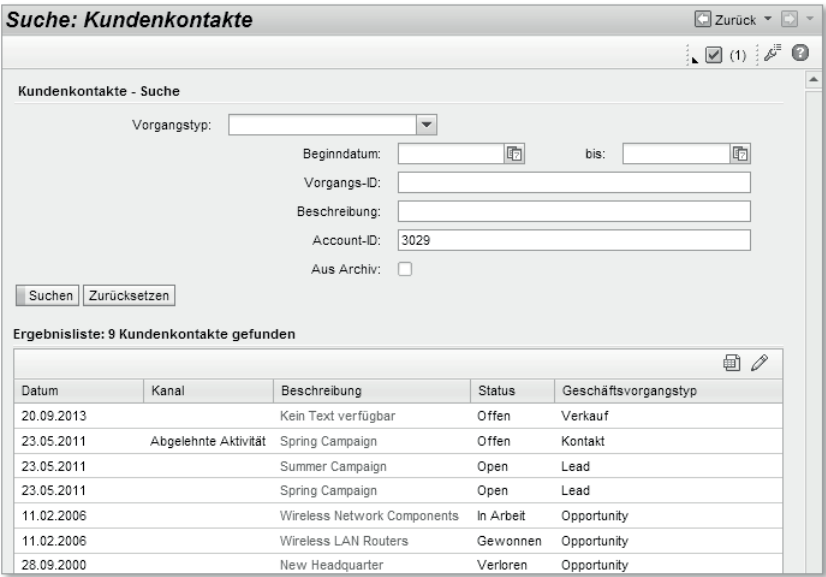 Suche: Kundenkontakte Zurück
(1)
Kundenkontakte - Suche
Vorgangstyp:
Beginndatum: bis:
Vorgangs-ID:
Beschreibung:
Account-ID: 3029
Aus Archiv:
Suchen Zurücksetzen
Ergebnisliste: 9 Kundenkontakte gefunden
Datum Kanal Beschreibung Status Geschäftsvorgangstyp
20.09.2013 Kein Text verfügbar Offen Verkauf
23.05.2011 Abgelehnte Aktivität Spring Campaign Offen Kontakt
23.05.2011 Summer Campaign Open Lead
23.05.2011 Spring Campaign Open Lead
11.02.2006 Wireless Network Components In Arbeit Opportunity
11.02.2006 Wireless LAN Routers Gewonnen Opportunity
28.09.2000 New Headquarter Verloren Opportunity